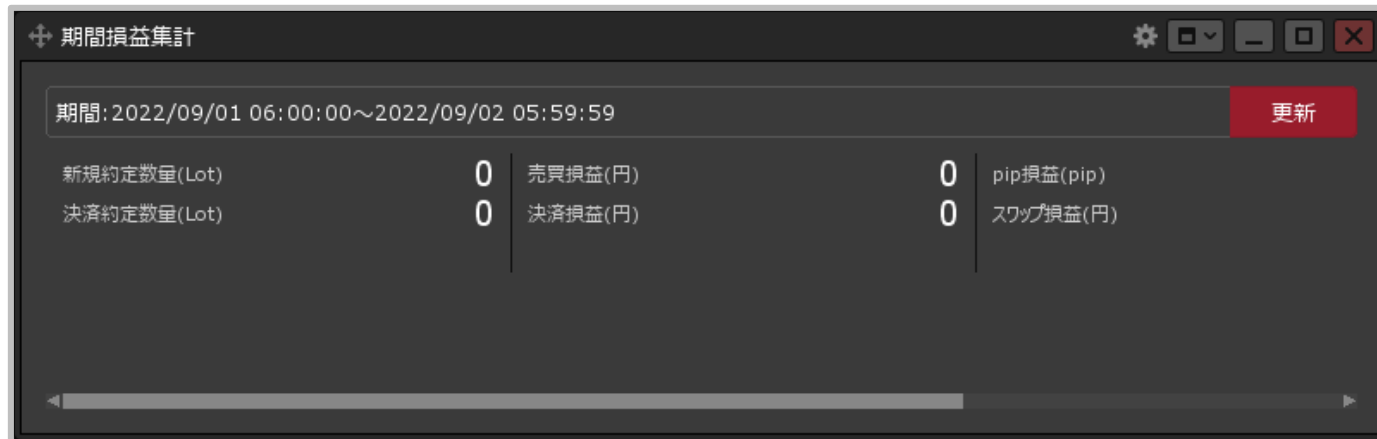 期間損益集計
期間:2022/09/01 06:00:00～2022/09/02 05:59:59 更新
新規約定数量(Lot) 0 売買損益(円) 0 pip損益(pip)
決済約定数量(Lot) 0 決済損益(円) 0 スワップ損益(円)